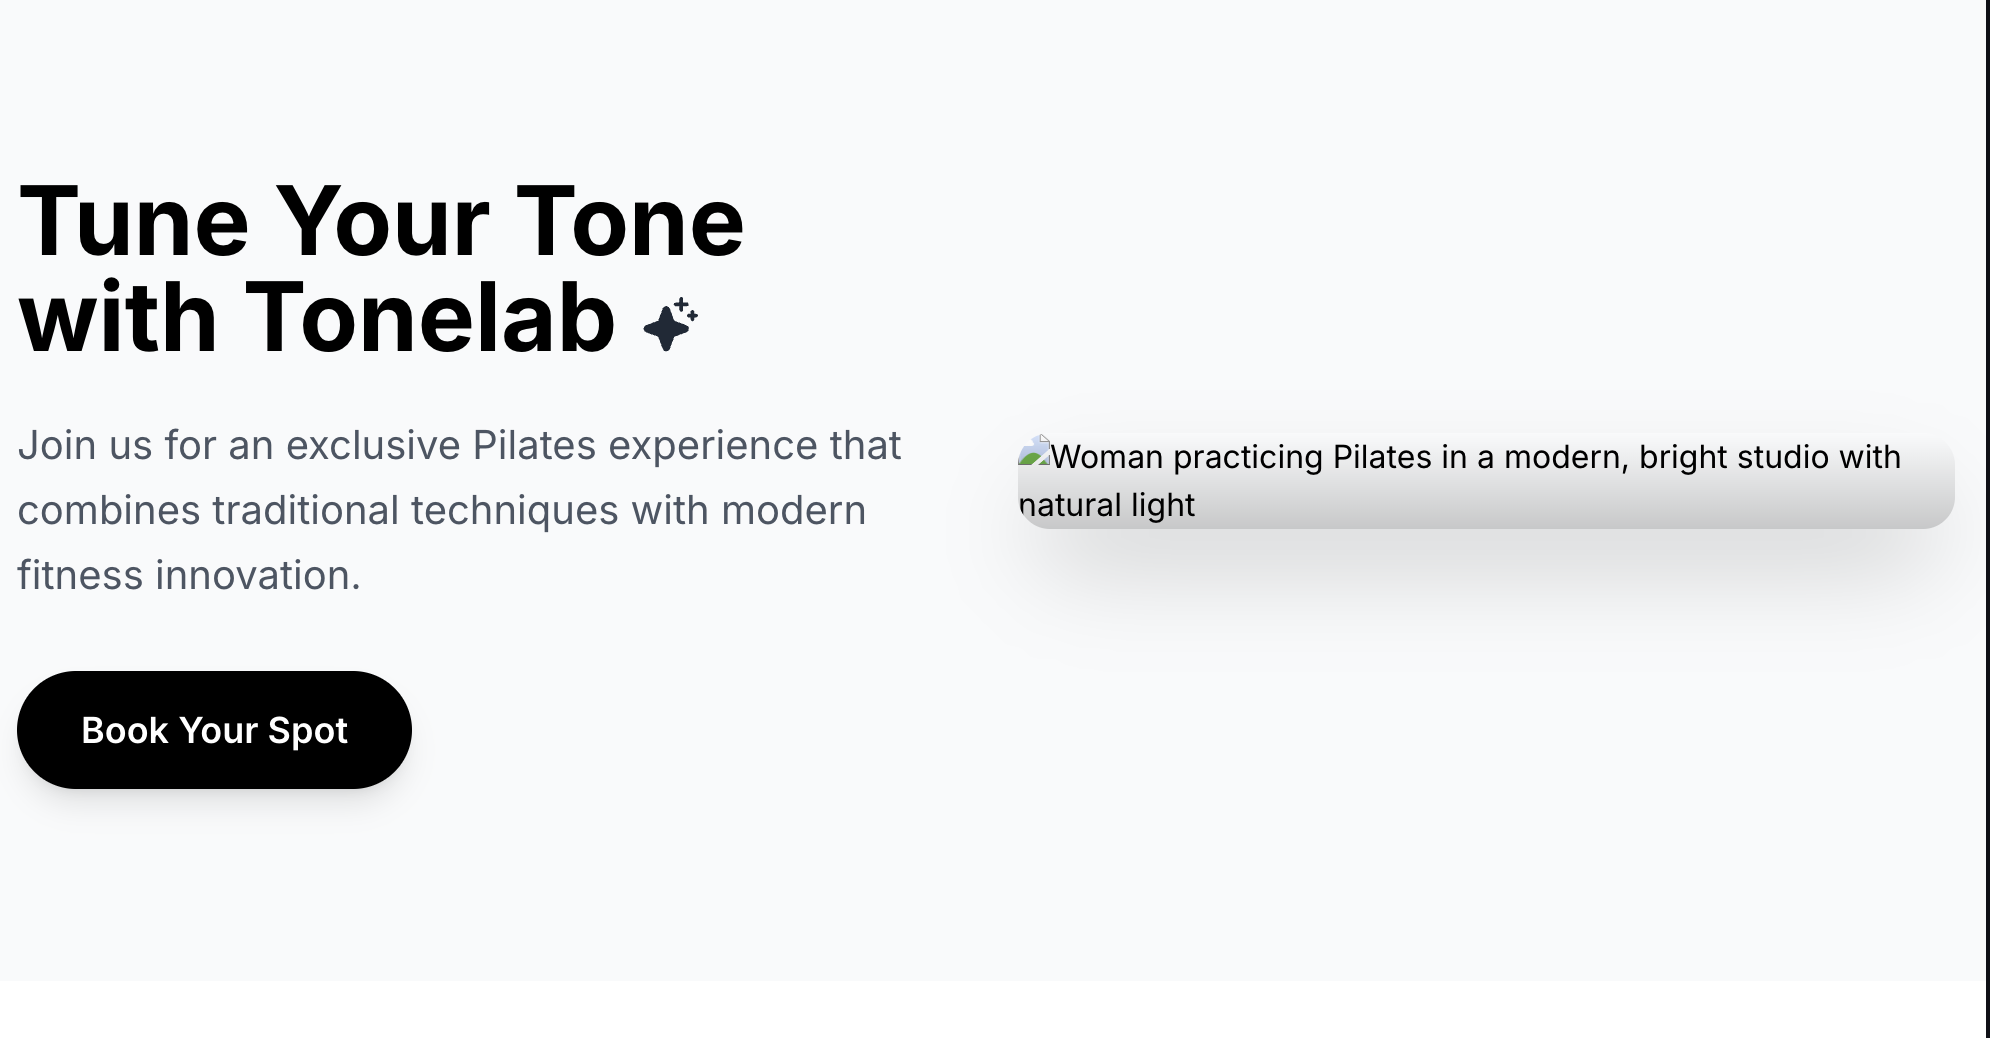 Tune Your Tone
with Tonelab
Join us for an exclusive Pilates experience that
combines traditional techniques with modern
fitness innovation.
Book Your Spot
Woman practicing Pilates in a modern, bright studio with
natural light